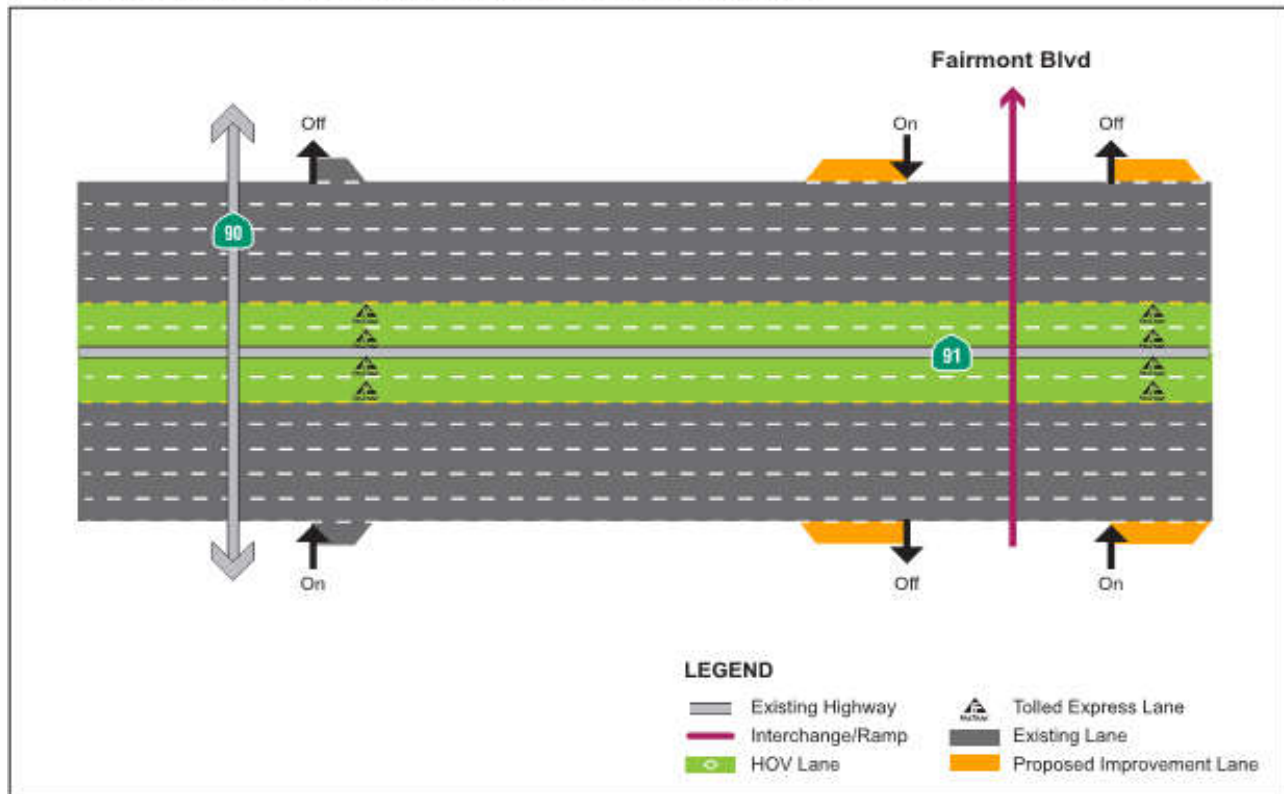 Fairmont Blvd
Off
On
Off
90
91
On
Off
On
LEGEND
Existing Highway
Tolled Express Lane
Interchange/Ramp
Existing Lane
HOV Lane
Proposed Improvement Lane